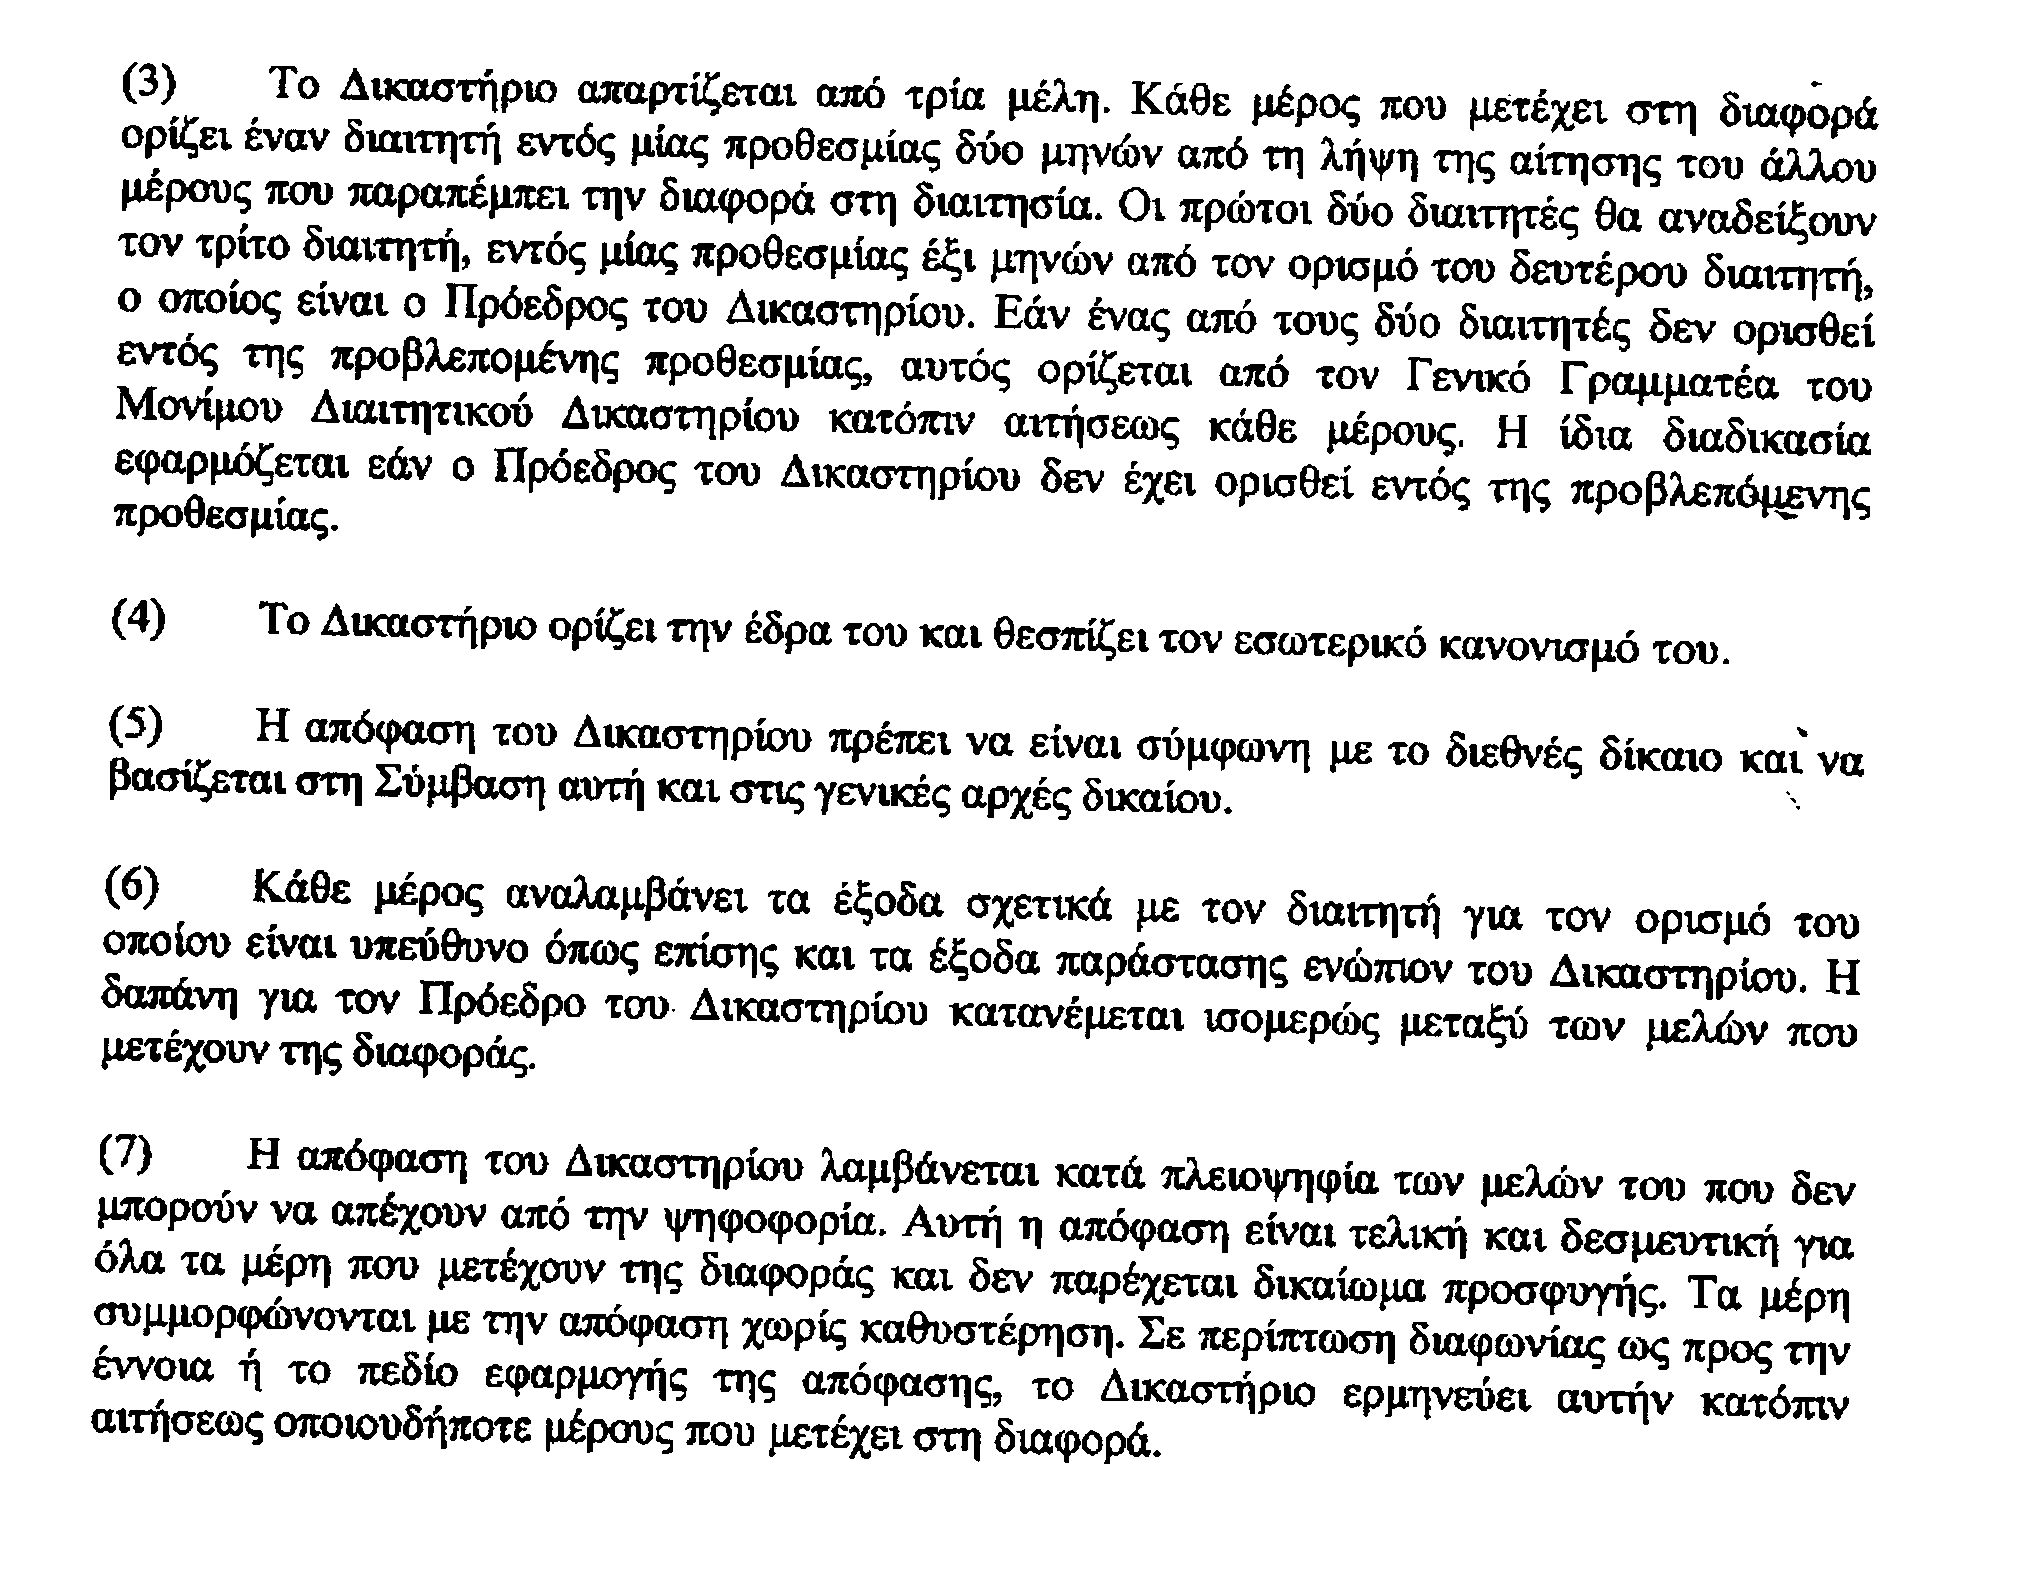 (3) Το Δικαστήριο απαρτίζεται από τρία μέλη. Κάθε μέρος που μετέχει στη διαφορά
ορίζει έναν διαιτητή εντός μίας προθεσμίας δύο μηνών από τη λήψη της αίτησης του άλλου
μέρους που παραπέμπει την διαφορά στη διαιτησία. Οι πρώτοι δύο διαιτητές θα αναδείξουν
τον τρίτο διαιτητή, εντός μίας προθεσμίας έξι μηνών από τον ορισμό του δευτέρου διαιτητή,
ο οποίος είναι ο Πρόεδρος του Δικαστηρίου. Εάν ένας από τους δύο διαιτητές δεν ορισθεί
εντός της προβλεπομένης προθεσμίας, αυτός ορίζεται από τον Γενικό Γραμματέα του
Μονίμου Διαιτητικού Δικαστηρίου κατόπιν αιτήσεως κάθε μέρους. Η ίδια διαδικασία
εφαρμόζεται εάν ο Πρόεδρος του Δικαστηρίου δεν έχει ορισθεί εντός της προβλεπόμενης
προθεσμίας.
(4) Το Δικαστήριο ορίζει την έδρα του και θεσπίζει τον εσωτερικό κανονισμό του.
(5) Η απόφαση του Δικαστηρίου πρέπει να είναι σύμφωνη με το διεθνές δίκαιο και να
βασίζεται στη Σύμβαση αυτή και στις γενικές αρχές δικαίου.
(6) Κάθε μέρος αναλαμβάνει τα έξοδα σχετικά με τον διαιτητή για τον ορισμό του
οποίου είναι υπεύθυνο όπως επίσης και τα έξοδα παράστασης ενώπιον του Δικαστηρίου. Η
δαπάνη για τον Πρόεδρο του Δικαστηρίου κατανέμεται ισομερώς μεταξύ των μελών που
μετέχουν της διαφοράς.
(7) Η απόφαση του Δικαστηρίου λαμβάνεται κατά πλειοψηφία των μελών του που δεν
μπορούν να απέχουν από την ψηφοφορία. Αυτή η απόφαση είναι τελική και δεσμευτική για
όλα τα μέρη που μετέχουν της διαφοράς και δεν παρέχεται δικαίωμα προσφυγής. Τα μέρη
συμμορφώνονται με την απόφαση χωρίς καθυστέρηση. Σε περίπτωση διαφωνίας ως προς την
έννοια ή το πεδίο εφαρμογής της απόφασης, το Δικαστήριο ερμηνεύει αυτήν κατόπιν
αιτήσεως οποιουδήποτε μέρους που μετέχει στη διαφορά.